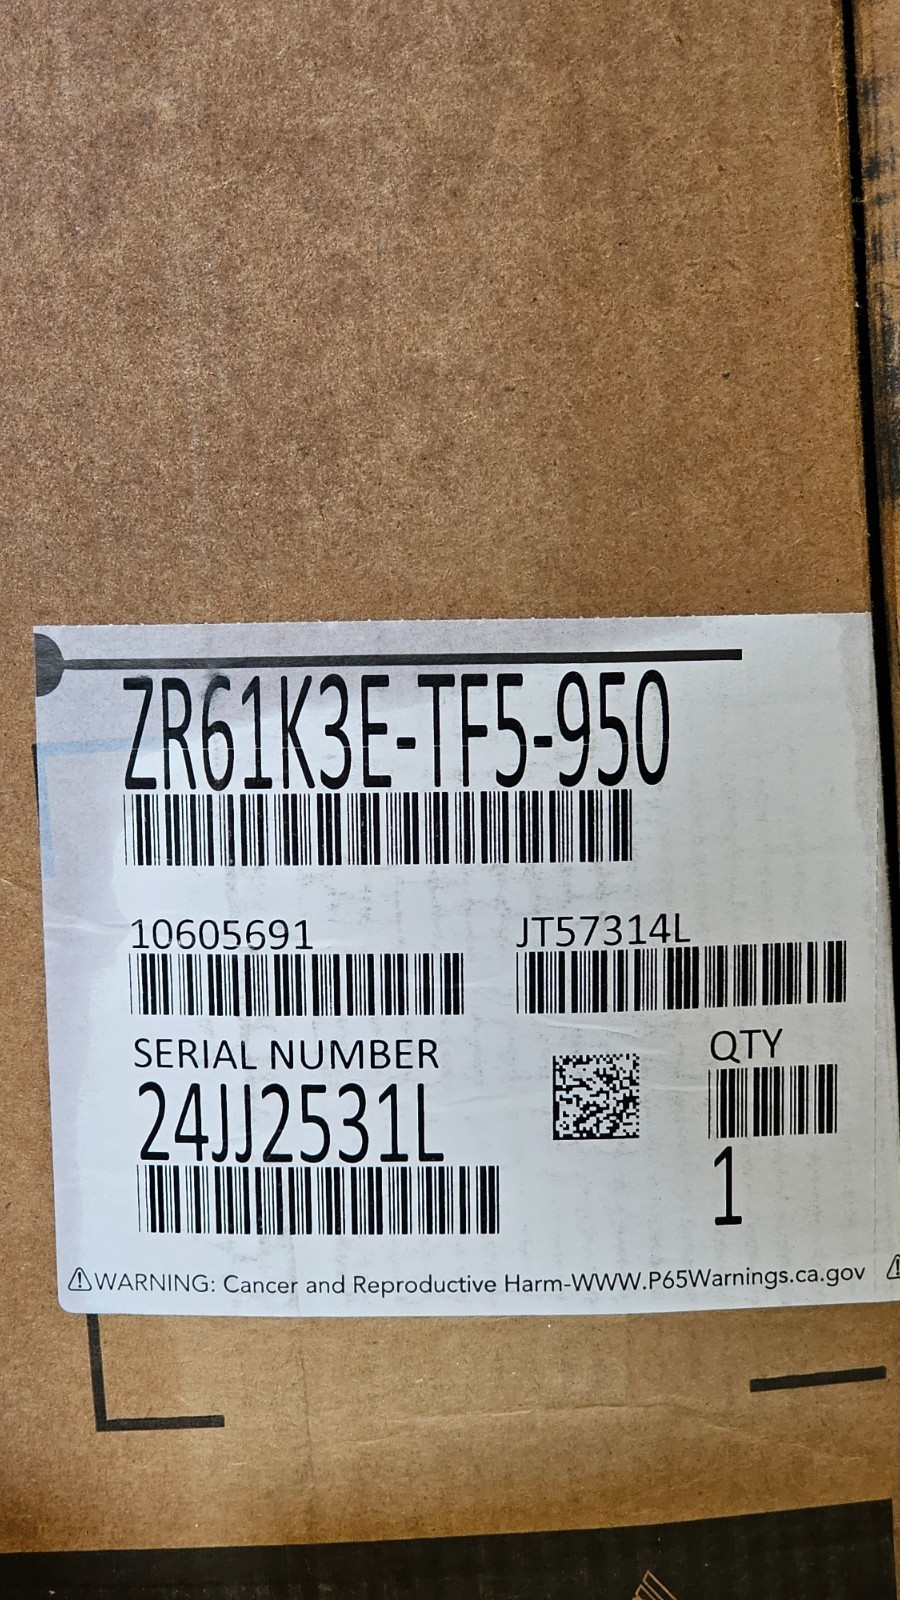 ZR61K3E-TF5-950
10605691 JT57314L
SERIAL NUMBER QTY
24JJ2531L
1
⚠WARNING: Cancer and Reproductive Harm-WWW.P65Warnings.ca.gov ⚠